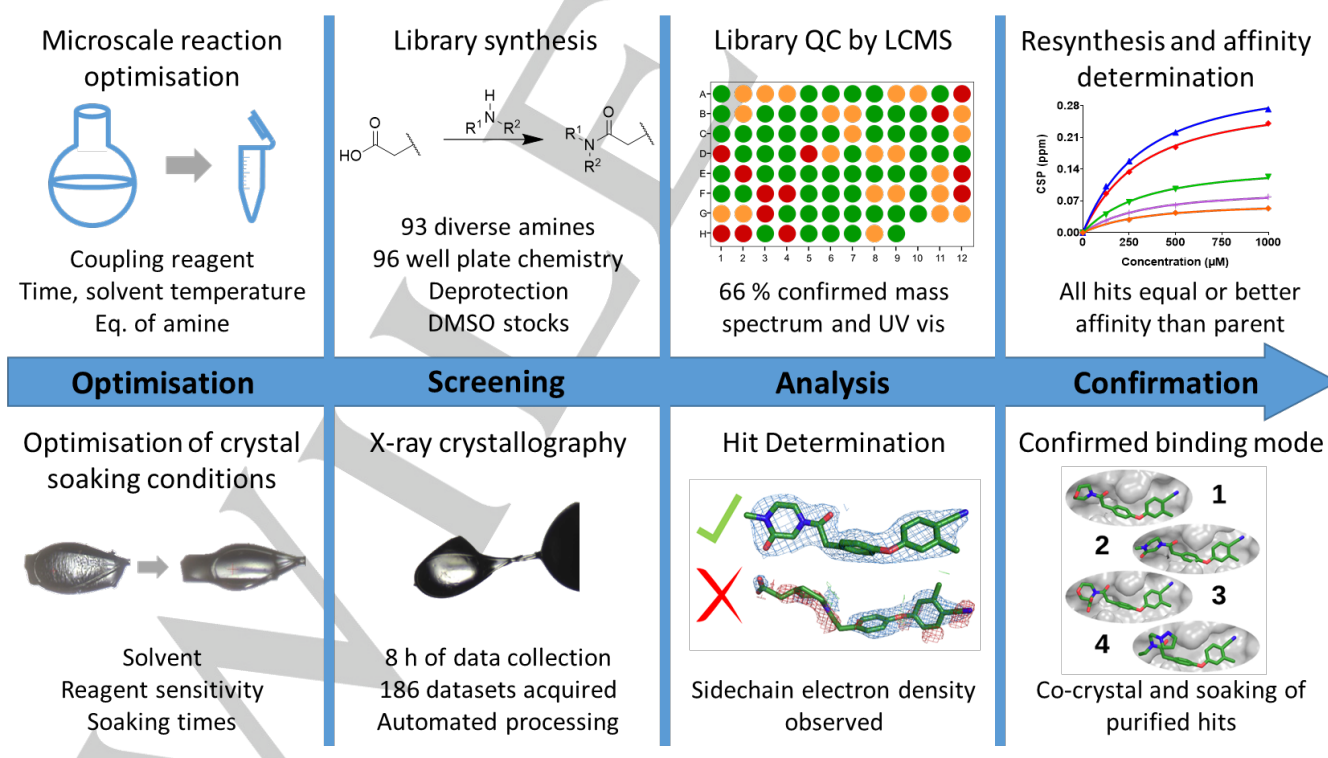 Microscale reaction
optimisation
Coupling reagent
Time, solvent temperature
Eq. of amine
Library synthesis
O
HO
H
R¹ N R²
O
R¹ N
R²
93 diverse amines
96 well plate chemistry
Deprotection
DMSO stocks
Library QC by LCMS
A
B
C
D
E
F
G
H
1 2 3 4 5 6 7 8 9 10 11 12
66 % confirmed mass
spectrum and UV vis
Resynthesis and affinity
determination
0.28
0.21
0.14
0.07
0.00
CSP (ppm)
0 250 500 750 1000
Concentration (µM)
All hits equal or better
affinity than parent
Optimisation Screening Analysis Confirmation
Optimisation of crystal
soaking conditions
Solvent
Reagent sensitivity
Soaking times
X-ray crystallography
8 h of data collection
186 datasets acquired
Automated processing
Hit Determination
Sidechain electron density
observed
Confirmed binding mode
1
2
3
4
Co-crystal and soaking of
purified hits